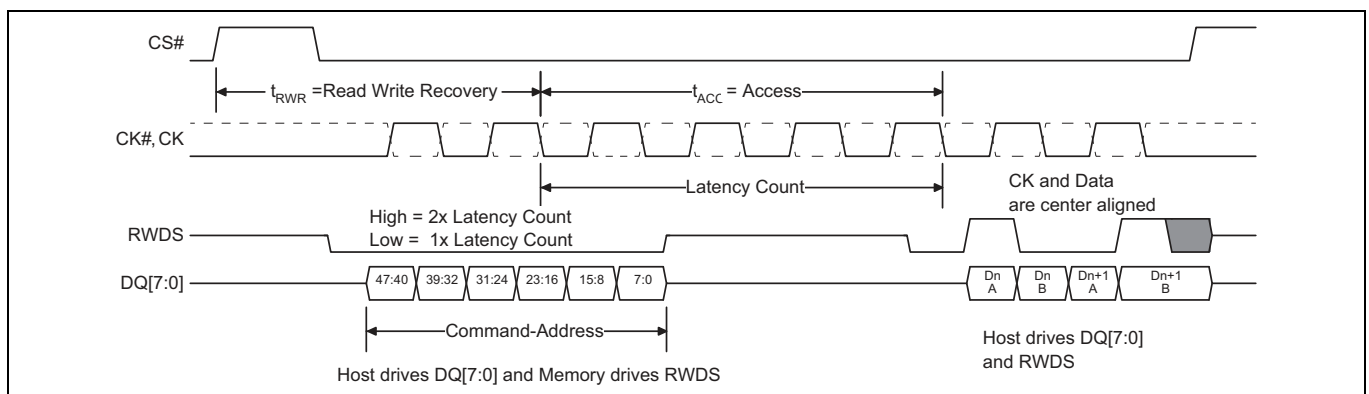 CS#
tRWR =Read Write Recovery
tACC = Access
CK#, CK
Latency Count
CK and Data
are center aligned
High = 2x Latency Count
Low = 1x Latency Count
RWDS
DQ[7:0]
47:40 39:32 31:24 23:16 15:8 7:0
Dn A Dn B Dn+1 A Dn+1 B
Command-Address
Host drives DQ[7:0]
and RWDS
Host drives DQ[7:0] and Memory drives RWDS